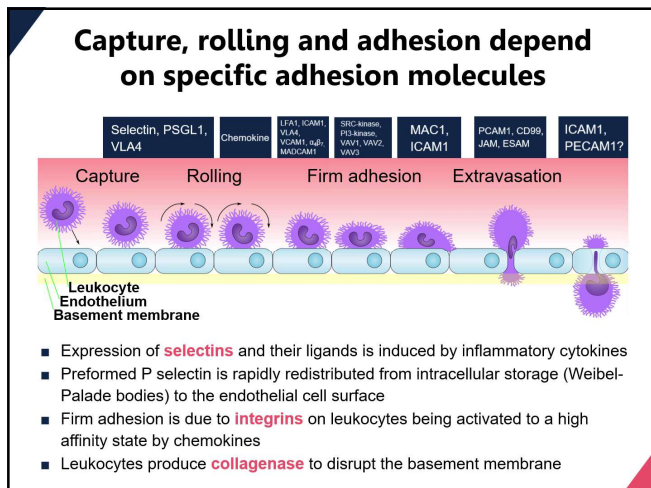 Capture, rolling and adhesion depend
on specific adhesion molecules
Selectin, PSGL1,
VLA4
Chemokine
LFA1, ICAM1,
VLA4,
VCAM1, α₄β₇,
MADCAM1
SRC-kinase,
PI3-kinase,
VAV1, VAV2,
VAV3
MAC1,
ICAM1
PCAM1, CD99,
JAM, ESAM
ICAM1,
PECAM1?
Capture
Rolling
Firm adhesion
Extravasation
Leukocyte
Endothelium
Basement membrane
■ Expression of selectins and their ligands is induced by inflammatory cytokines
■ Preformed P selectin is rapidly redistributed from intracellular storage (Weibel-
Palade bodies) to the endothelial cell surface
■ Firm adhesion is due to integrins on leukocytes being activated to a high
affinity state by chemokines
■ Leukocytes produce collagenase to disrupt the basement membrane